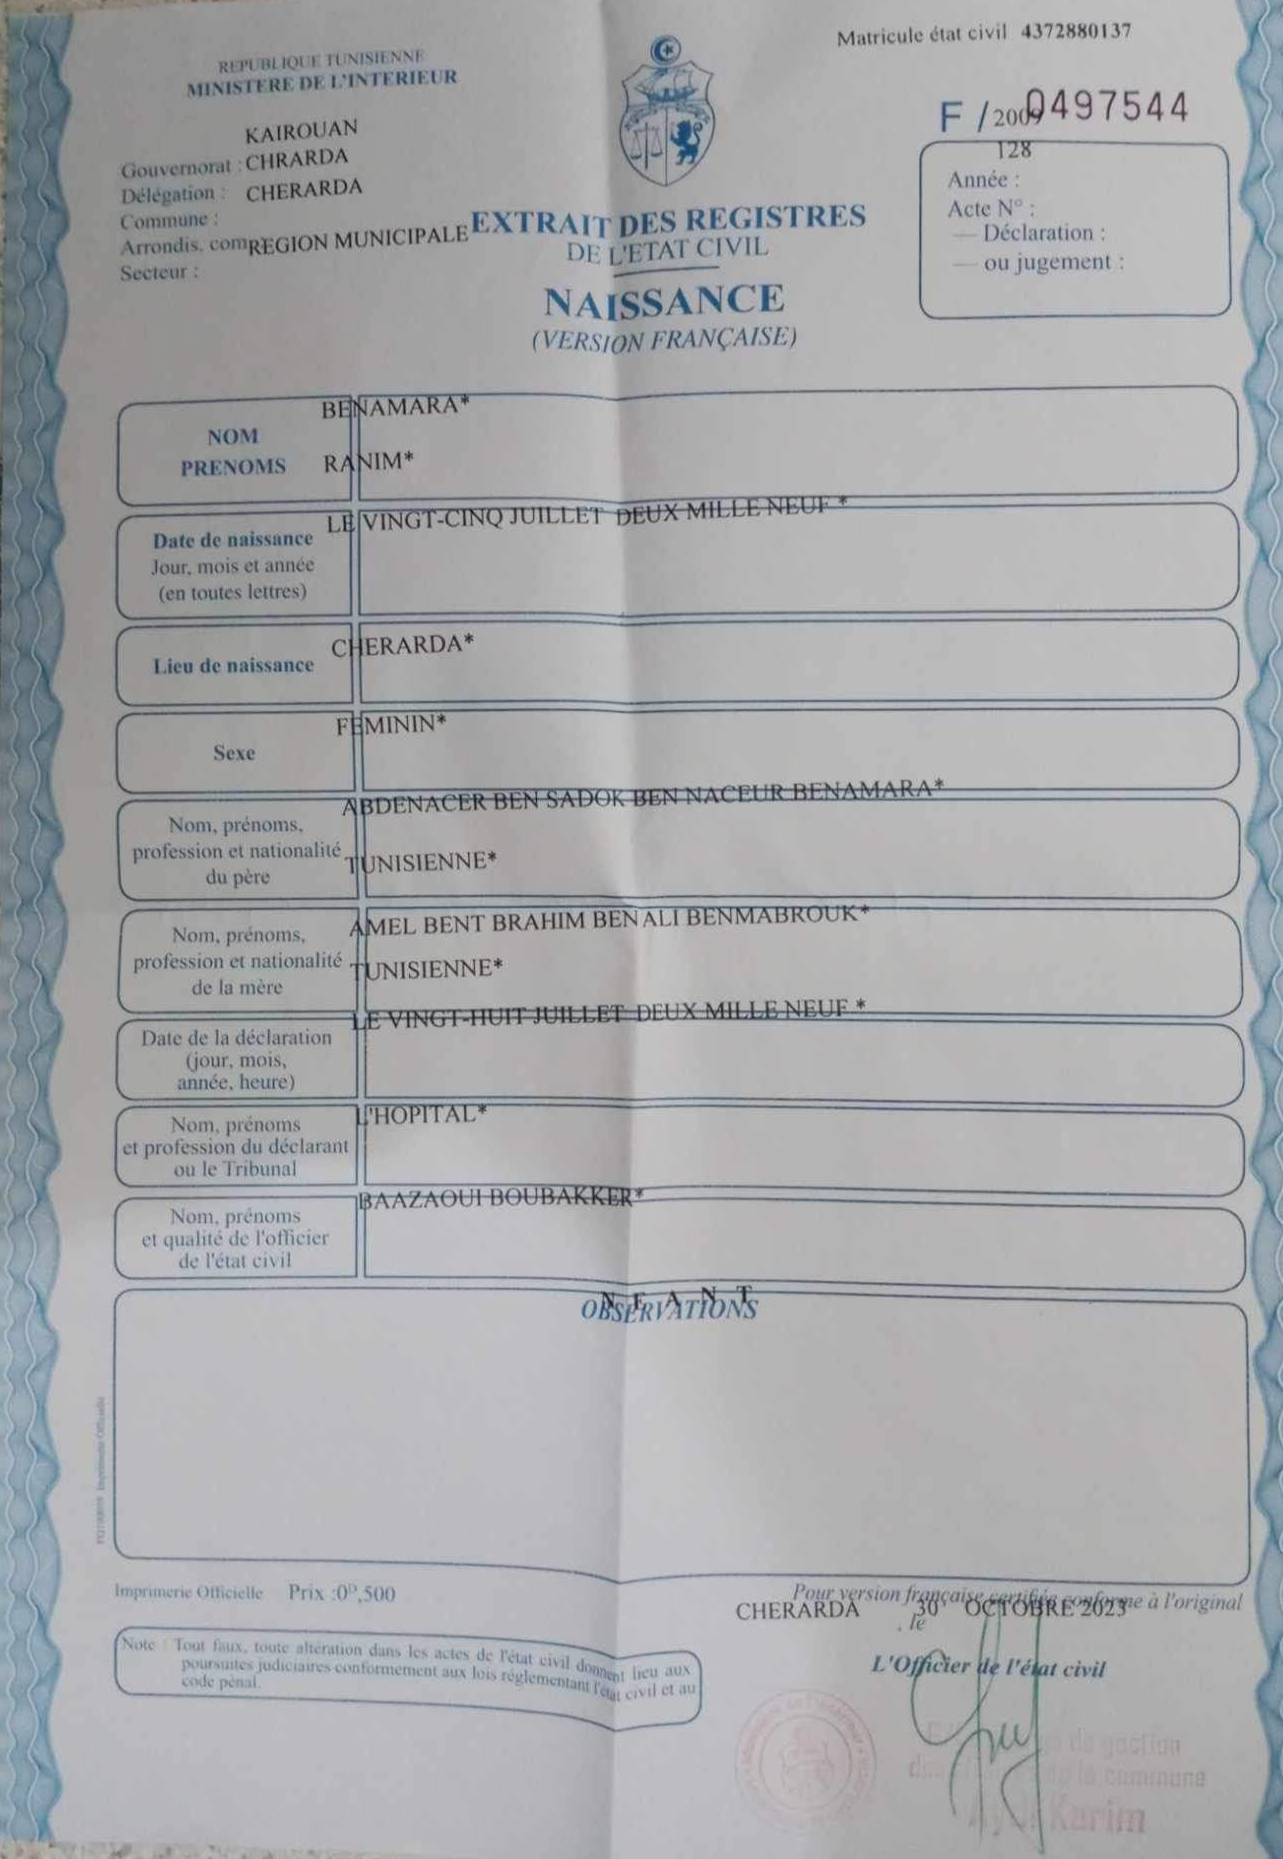 Matricule état civil 4372880137
REPUBLIQUE TUNISIENNE
MINISTERE DE L'INTERIEUR
F / 2009 0497544
KAIROUAN
Gouvernorat : CHRARDA
Délégation : CHERARDA
Commune :
Arrondis. com REGION MUNICIPALE
Secteur :
128
Année :
Acte N° :
— Déclaration :
— ou jugement :
EXTRAIT DES REGISTRES
DE L'ETAT CIVIL
NAISSANCE
(VERSION FRANÇAISE)
BENAMARA*
NOM
PRENOMS RANIM*
LE VINGT-CINQ JUILLET DEUX MILLE NEUF *
Date de naissance
Jour, mois et année
(en toutes lettres)
CHERARDA*
Lieu de naissance
FEMININ*
Sexe
ABDENACER BEN SADOK BEN NACEUR BENAMARA*
Nom, prénoms,
profession et nationalité
du père
TUNISIENNE*
AMEL BENT BRAHIM BEN ALI BENMABROUK*
Nom, prénoms,
profession et nationalité
de la mère
TUNISIENNE*
LE VINGT-HUIT JUILLET DEUX MILLE NEUF *
Date de la déclaration
(jour, mois,
année, heure)
L'HOPITAL*
Nom, prénoms
et profession du déclarant
ou le Tribunal
BAAZAOUI BOUBAKKER*
Nom, prénoms
et qualité de l'officier
de l'état civil
N E A N T
OBSERVATIONS
Imprimerie Officielle
Imprimerie Officielle Prix :0ᴰ,500
Pour version française certifiée conforme à l'original
CHERARDA , le 30 OCTOBRE 2023
L'Officier de l'état civil
Note : Tout faux, toute altération dans les actes de l'état civil donnent lieu aux
poursuites judiciaires conformement aux lois réglementant l'état civil et au
code pénal.
de gestion
la commune
Karim